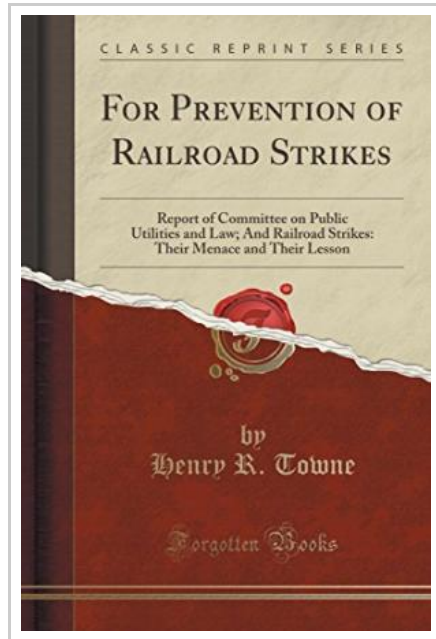 CLASSIC REPRINT SERIES
FOR PREVENTION OF
RAILROAD STRIKES
Report of Committee on Public
Utilities and Law; And Railroad Strikes:
Their Menace and Their Lesson
by
Henry R. Towne
Forgotten Books